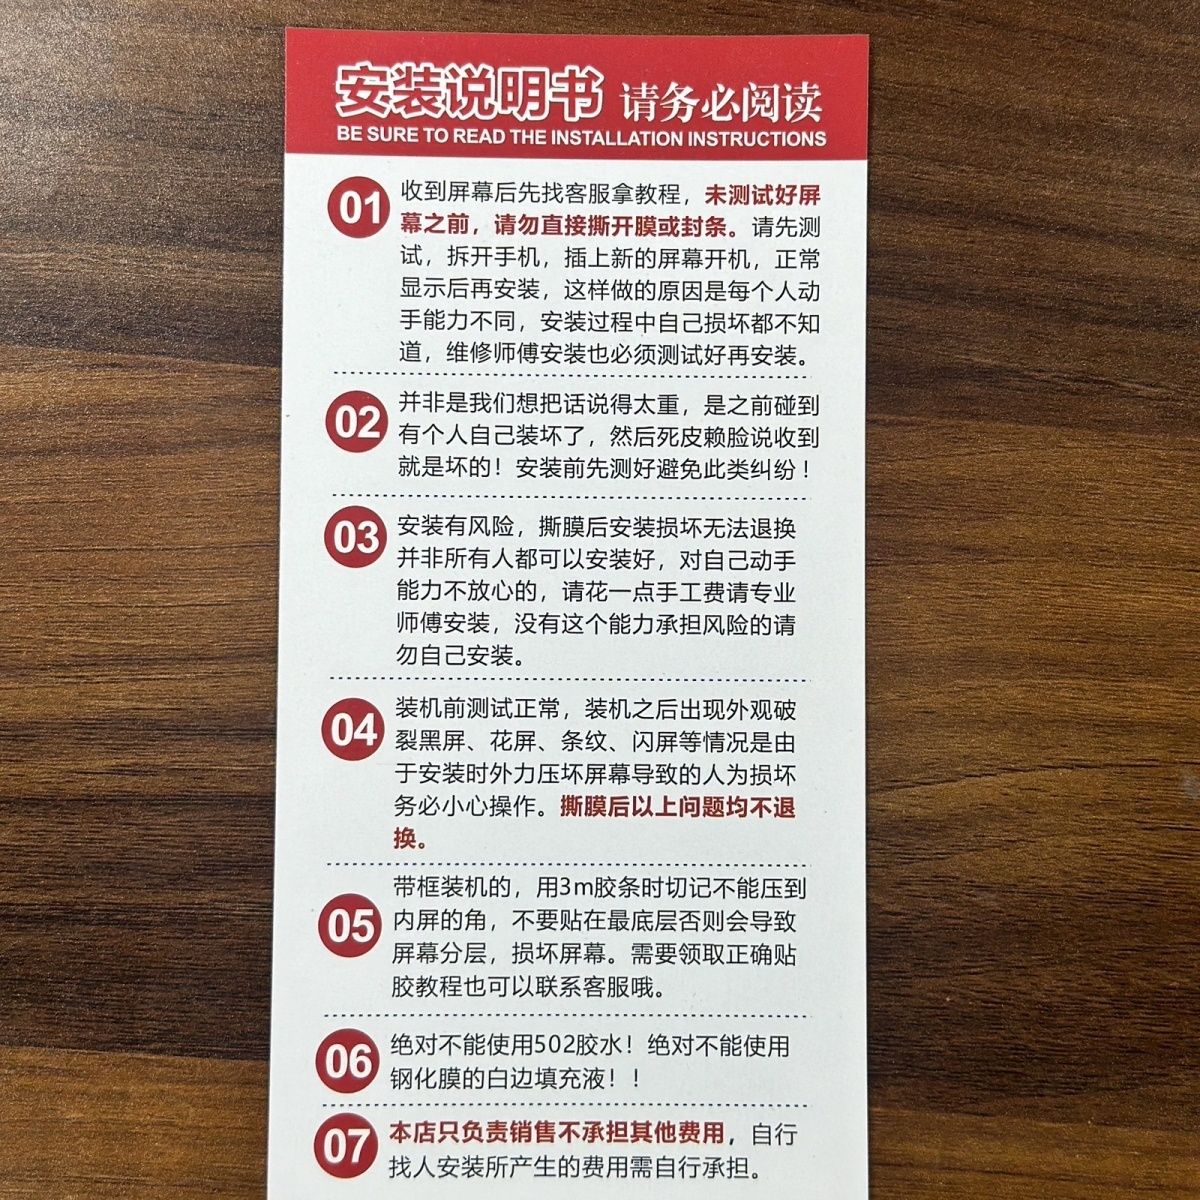 安装说明书 请务必阅读
BE SURE TO READ THE INSTALLATION INSTRUCTIONS
01
收到屏幕后先找客服拿教程，未测试好屏
幕之前，请勿直接撕开膜或封条。请先测
试，拆开手机，插上新的屏幕开机，正常
显示后再安装，这样做的原因是每个人动
手能力不同，安装过程中自己损坏都不知
道，维修师傅安装也必须测试好再安装。
02
并非是我们想把话说得太重，是之前碰到
有个人自己装坏了，然后死皮赖脸说收到
就是坏的！安装前先测好避免此类纠纷！
03
安装有风险，撕膜后安装损坏无法退换
并非所有人都可以安装好，对自己动手
能力不放心的，请花一点手工费请专业
师傅安装，没有这个能力承担风险的请
勿自己安装。
04
装机前测试正常，装机之后出现外观破
裂黑屏、花屏、条纹、闪屏等情况是由
于安装时外力压坏屏幕导致的人为损坏
务必小心操作。撕膜后以上问题均不退
换。
05
带框装机的，用3m胶条时切记不能压到
内屏的角，不要贴在最底层否则会导致
屏幕分层，损坏屏幕。需要领取正确贴
胶教程也可以联系客服哦。
06
绝对不能使用502胶水！绝对不能使用
钢化膜的白边填充液！！
07
本店只负责销售不承担其他费用，自行
找人安装所产生的费用需自行承担。